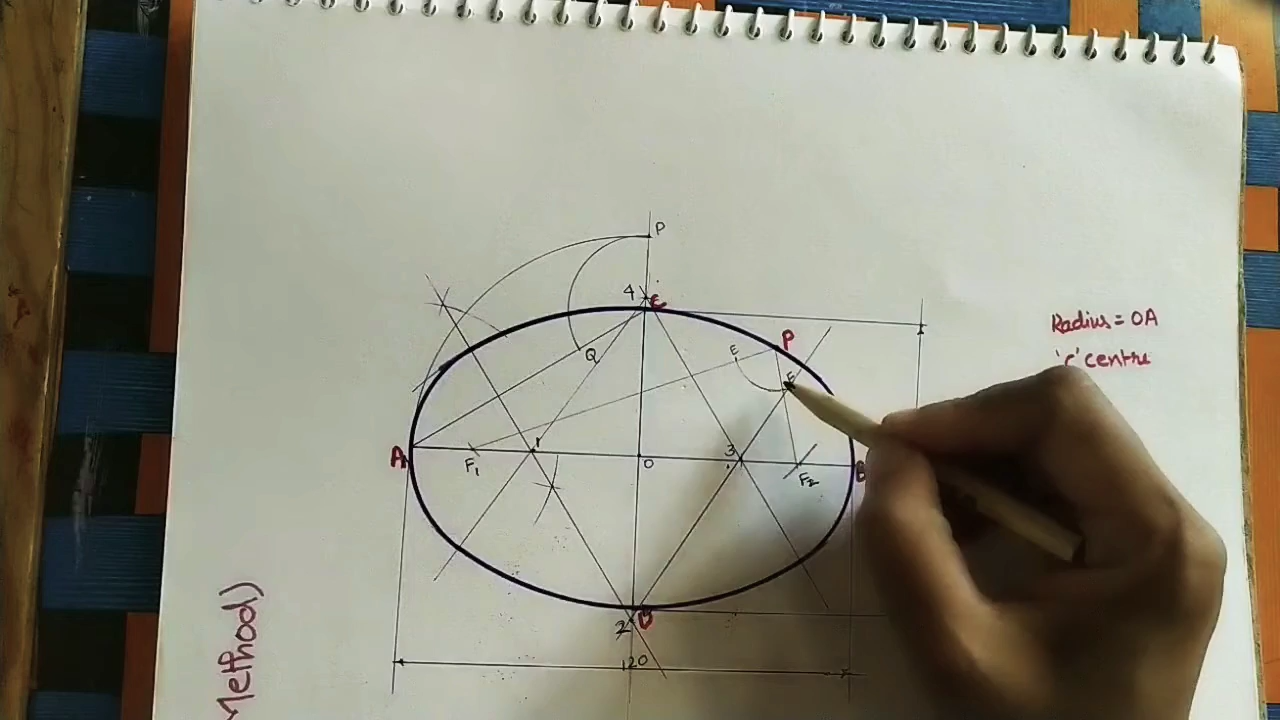 P
4 C
Radius = OA
'c' centre
P
E
Q
F
A
F1
1
O
3
F2
B
Method)
2 D
120